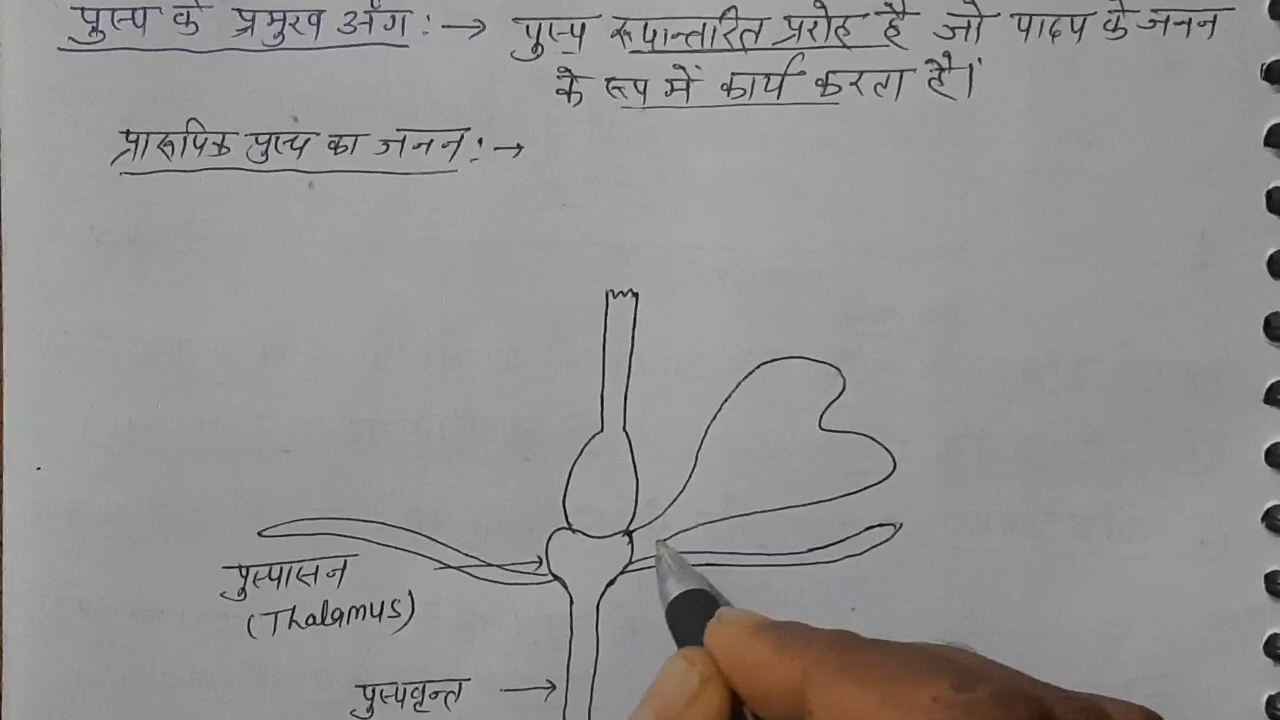 पुष्प के प्रमुख अंग :→ पुष्प रूपान्तरित प्ररोह है जो पादप के जनन
के रूप में कार्य करता है।
प्रारूपिक पुष्प का जनन :→
पुष्पासन
(Thalamus)
पुष्पवृन्त →